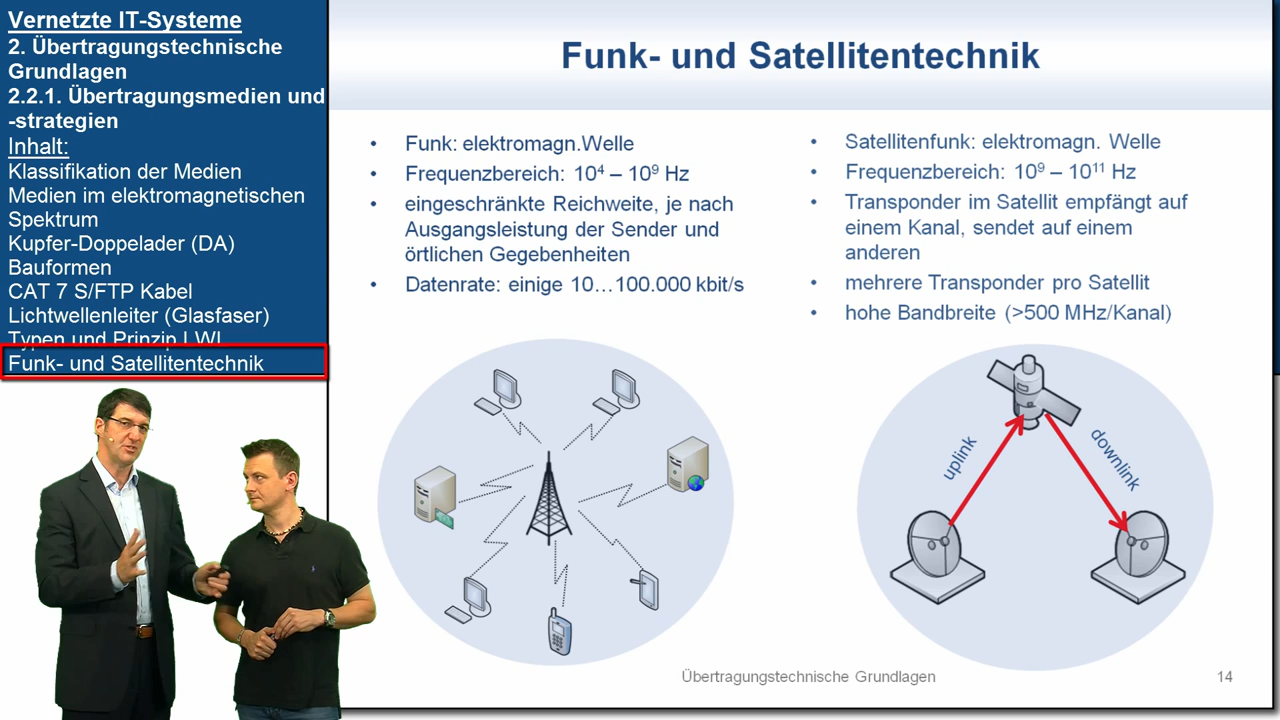 Vernetzte IT-Systeme
2. Übertragungstechnische
Grundlagen
2.2.1. Übertragungsmedien und
-strategien
Inhalt:
Klassifikation der Medien
Medien im elektromagnetischen
Spektrum
Kupfer-Doppelader (DA)
Bauformen
CAT 7 S/FTP Kabel
Lichtwellenleiter (Glasfaser)
Typen und Prinzip LWL
Funk- und Satellitentechnik
Funk- und Satellitentechnik
• Funk: elektromagn.Welle
• Frequenzbereich: 10⁴ – 10⁹ Hz
• eingeschränkte Reichweite, je nach
Ausgangsleistung der Sender und
örtlichen Gegebenheiten
• Datenrate: einige 10…100.000 kbit/s
• Satellitenfunk: elektromagn. Welle
• Frequenzbereich: 10⁹ – 10¹¹ Hz
• Transponder im Satellit empfängt auf
einem Kanal, sendet auf einem
anderen
• mehrere Transponder pro Satellit
• hohe Bandbreite (>500 MHz/Kanal)
uplink
downlink
Übertragungstechnische Grundlagen
14